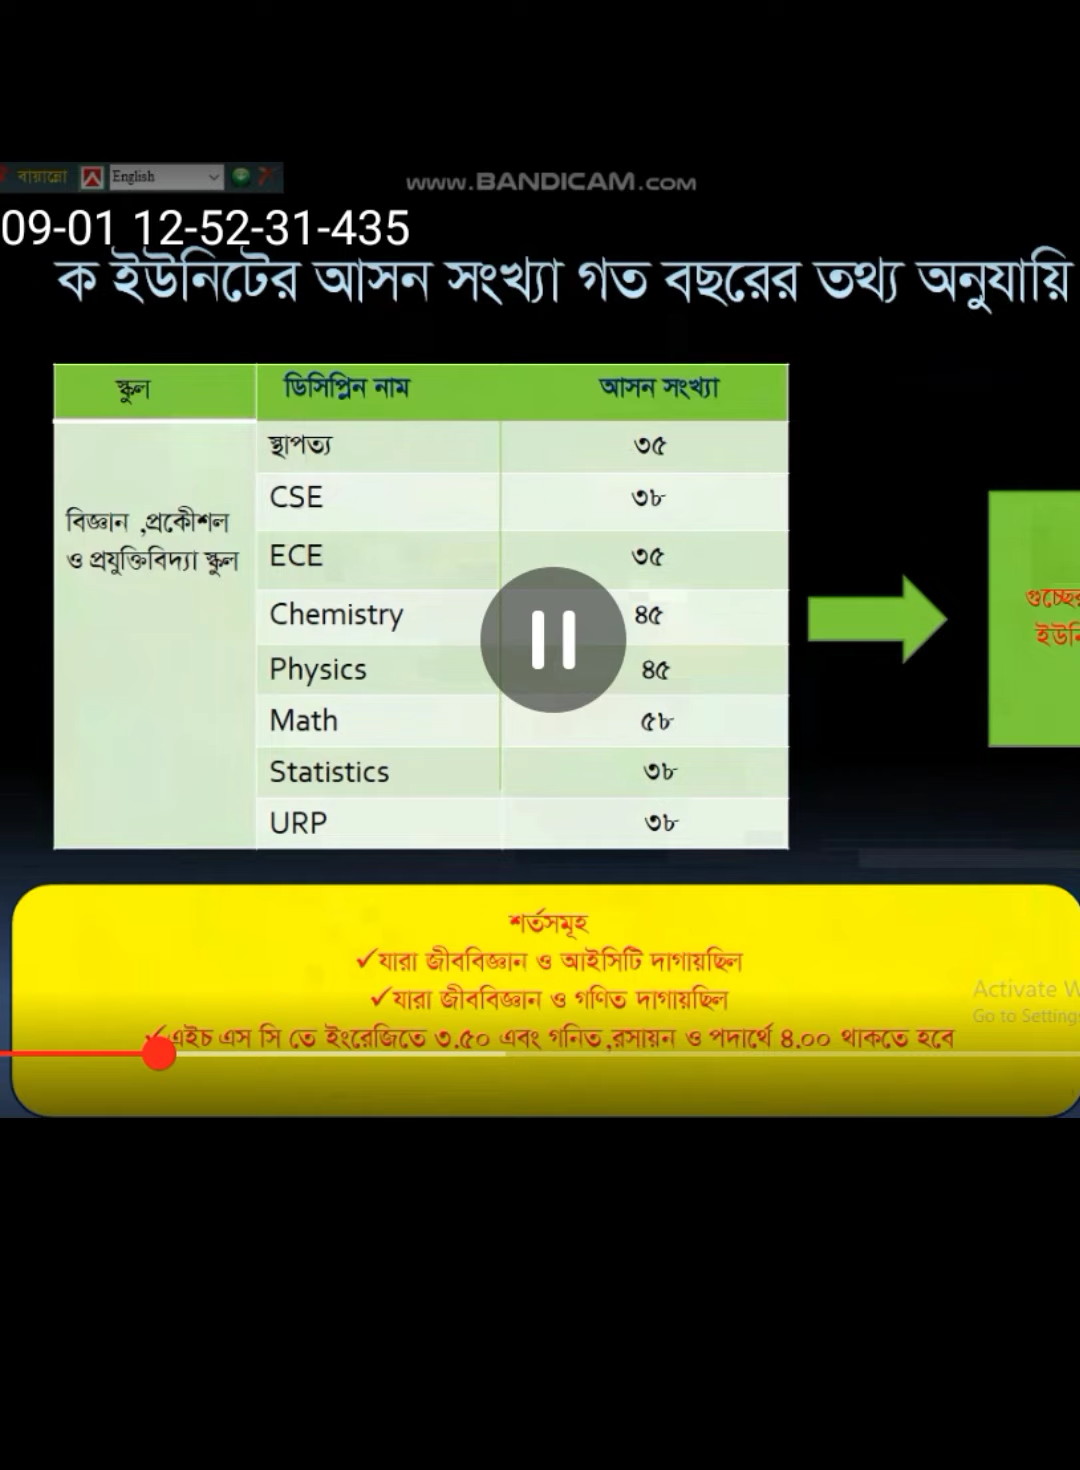 বায়ান্নো English
www.BANDICAM.com
09-01 12-52-31-435
ক ইউনিটের আসন সংখ্যা গত বছরের তথ্য অনুযায়ি
স্কুল ডিসিপ্লিন নাম আসন সংখ্যা
স্থাপত্য ৩৫
CSE ৩৮
বিজ্ঞান ,প্রকৌশল
ও প্রযুক্তিবিদ্যা স্কুল
ECE ৩৫
Chemistry ৪৫
Physics ৪৫
Math ৫৮
Statistics ৩৮
URP ৩৮
শর্তসমূহ
✓যারা জীববিজ্ঞান ও আইসিটি দাগায়ছিল
✓যারা জীববিজ্ঞান ও গণিত দাগায়ছিল
✓এইচ এস সি তে ইংরেজিতে ৩.৫০ এবং গনিত,রসায়ন ও পদার্থে ৪.০০ থাকতে হবে
Activate
Go to Settings